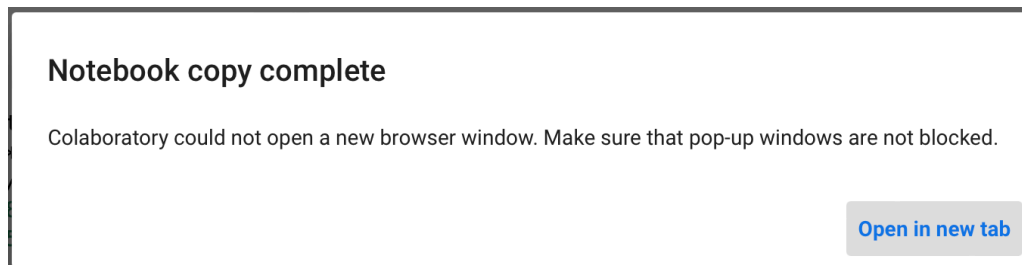 Notebook copy complete
Colaboratory could not open a new browser window. Make sure that pop-up windows are not blocked.
Open in new tab